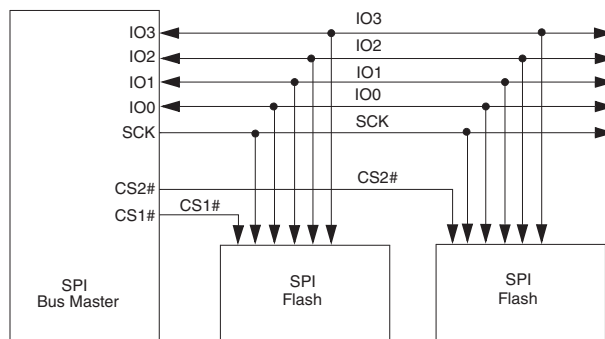 IO3
IO3
IO2
IO2
IO1
IO1
IO0
IO0
SCK
SCK
CS2#
CS2#
CS1#
CS1#
SPI
Bus Master
SPI
Flash
SPI
Flash